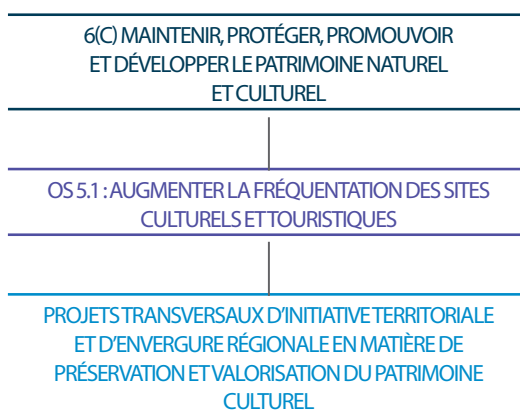 6(C) MAINTENIR, PROTÉGER, PROMOUVOIR
ET DÉVELOPPER LE PATRIMOINE NATUREL
ET CULTUREL
OS 5.1 : AUGMENTER LA FRÉQUENTATION DES SITES
CULTURELS ET TOURISTIQUES
PROJETS TRANSVERSAUX D'INITIATIVE TERRITORIALE
ET D'ENVERGURE RÉGIONALE EN MATIÈRE DE
PRÉSERVATION ET VALORISATION DU PATRIMOINE
CULTUREL